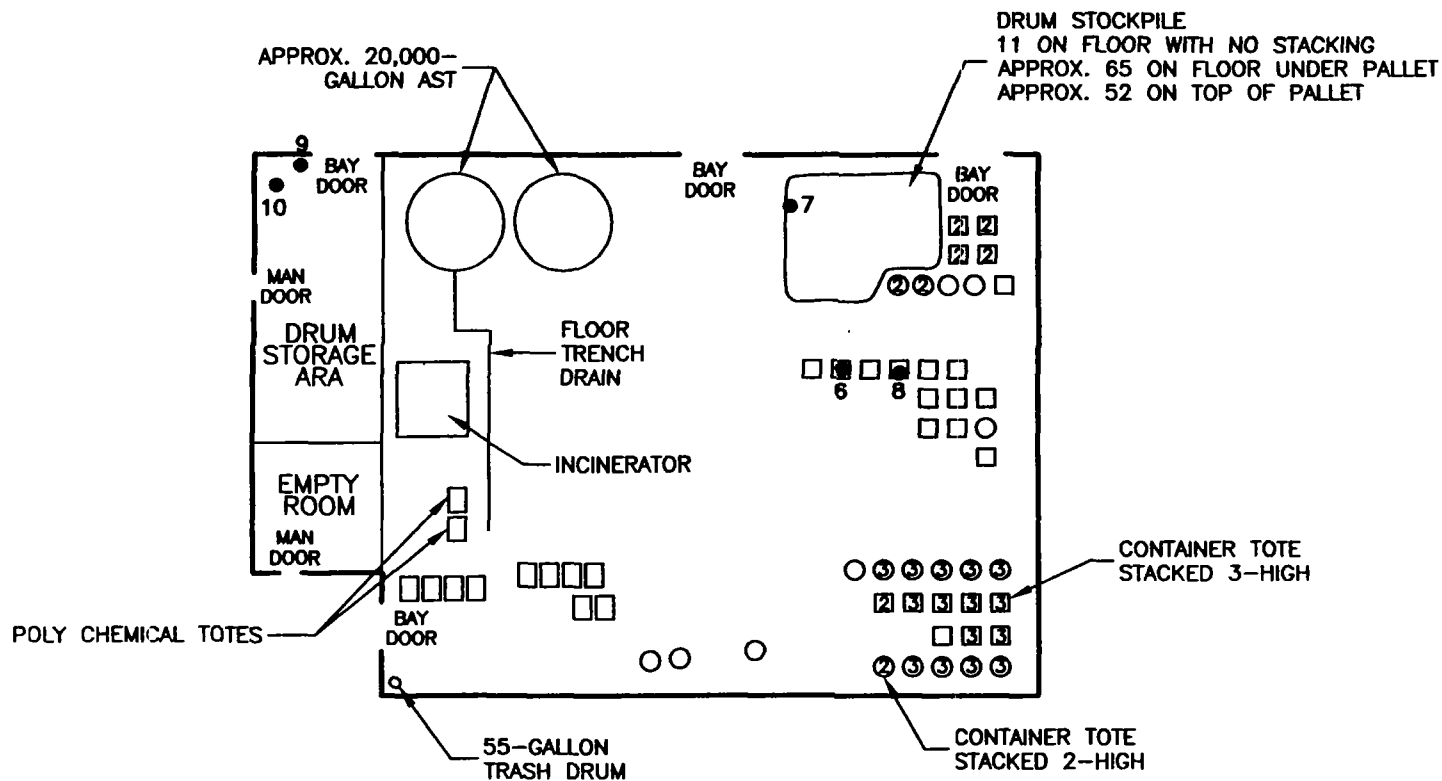 DRUM STOCKPILE
11 ON FLOOR WITH NO STACKING
APPROX. 65 ON FLOOR UNDER PALLET
APPROX. 52 ON TOP OF PALLET
APPROX. 20,000-
GALLON AST
9
BAY
DOOR
10
BAY
DOOR
7
BAY
DOOR
2 2
2 2
2 2
MAN
DOOR
DRUM
STORAGE
ARA
FLOOR
TRENCH
DRAIN
6 8
INCINERATOR
EMPTY
ROOM
MAN
DOOR
CONTAINER TOTE
STACKED 3-HIGH
3 3 3 3 3
2 3 3 3 3
3 3
2 3 3 3 3
POLY CHEMICAL TOTES
BAY
DOOR
55-GALLON
TRASH DRUM
CONTAINER TOTE
STACKED 2-HIGH